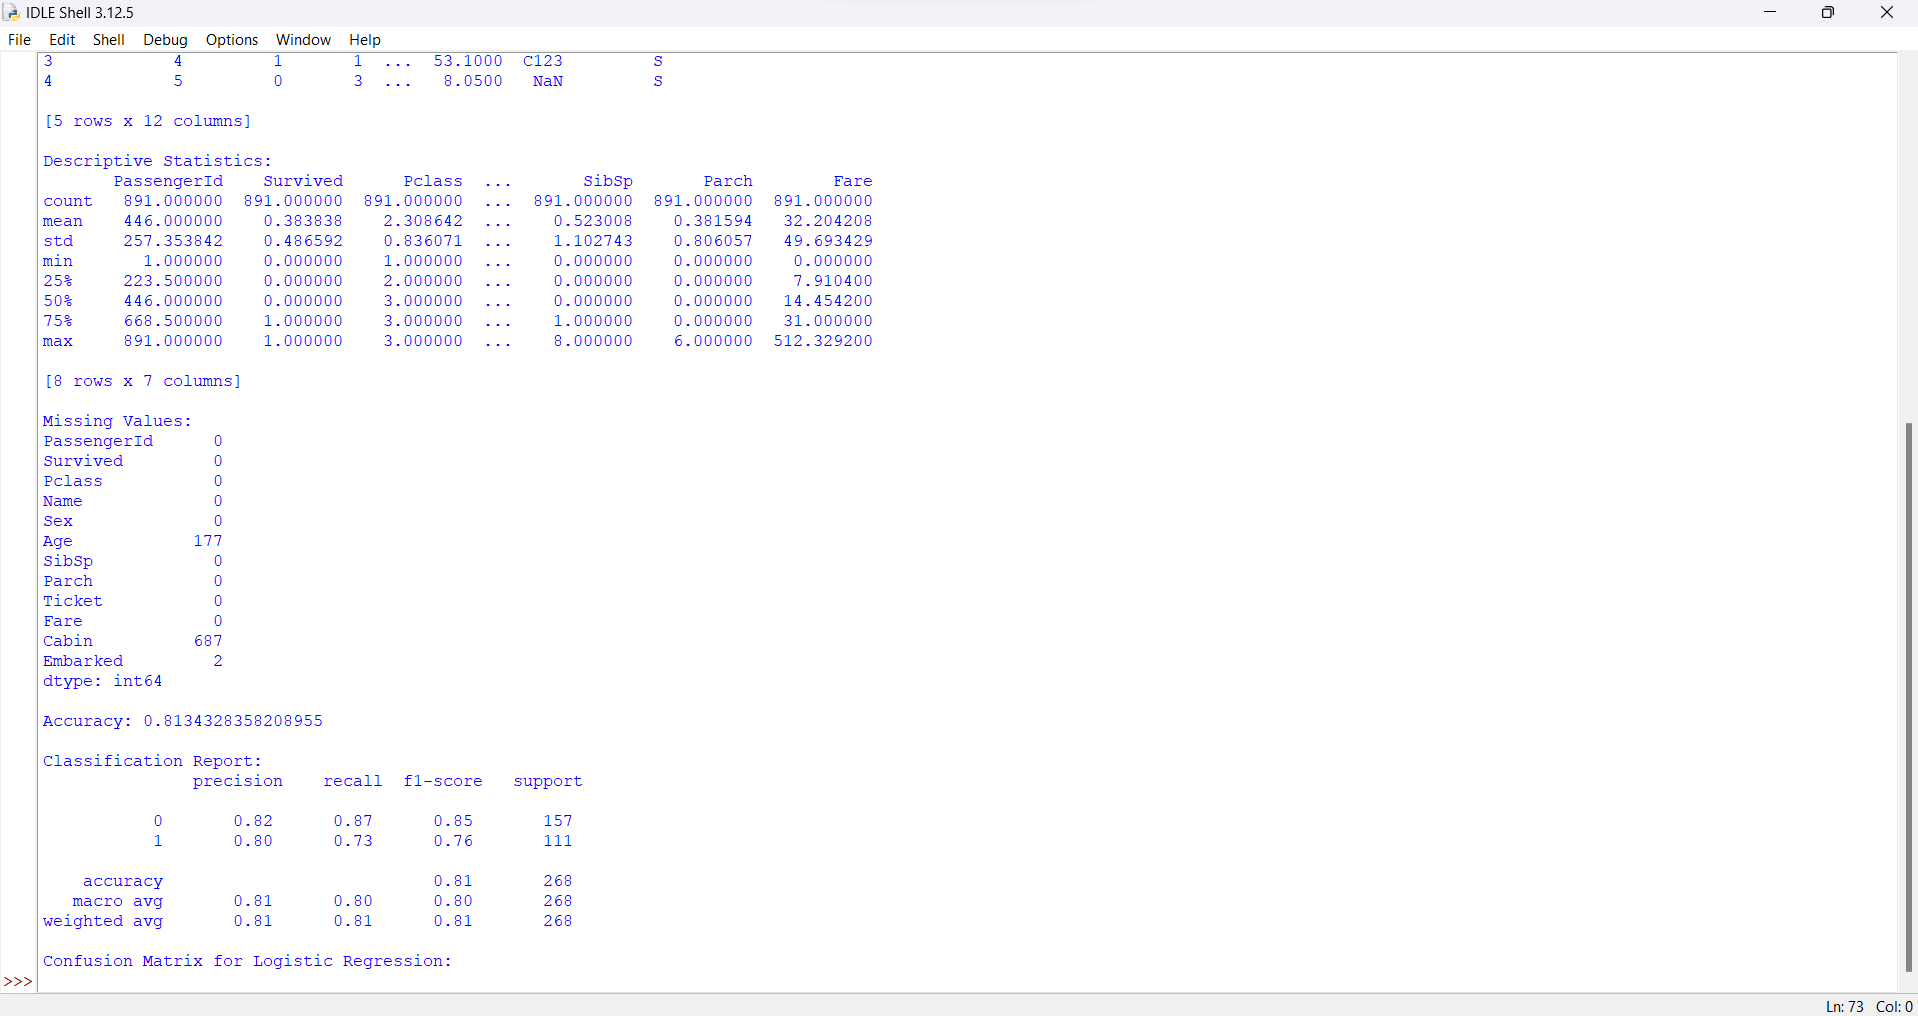 IDLE Shell 3.12.5
File Edit Shell Debug Options Window Help
3 4 1 1 ... 53.1000 C123 S
4 5 0 3 ... 8.0500 NaN S
[5 rows x 12 columns]
Descriptive Statistics:
PassengerId Survived Pclass ... SibSp Parch Fare
count 891.000000 891.000000 891.000000 ... 891.000000 891.000000 891.000000
mean 446.000000 0.383838 2.308642 ... 0.523008 0.381594 32.204208
std 257.353842 0.486592 0.836071 ... 1.102743 0.806057 49.693429
min 1.000000 0.000000 1.000000 ... 0.000000 0.000000 0.000000
25% 223.500000 0.000000 2.000000 ... 0.000000 0.000000 7.910400
50% 446.000000 0.000000 3.000000 ... 0.000000 0.000000 14.454200
75% 668.500000 1.000000 3.000000 ... 1.000000 0.000000 31.000000
max 891.000000 1.000000 3.000000 ... 8.000000 6.000000 512.329200
[8 rows x 7 columns]
Missing Values:
PassengerId 0
Survived 0
Pclass 0
Name 0
Sex 0
Age 177
SibSp 0
Parch 0
Ticket 0
Fare 0
Cabin 687
Embarked 2
dtype: int64
Accuracy: 0.8134328358208955
Classification Report:
precision recall f1-score support
0 0.82 0.87 0.85 157
1 0.80 0.73 0.76 111
accuracy 0.81 268
macro avg 0.81 0.80 0.80 268
weighted avg 0.81 0.81 0.81 268
Confusion Matrix for Logistic Regression:
>>>
Ln: 73 Col: 0